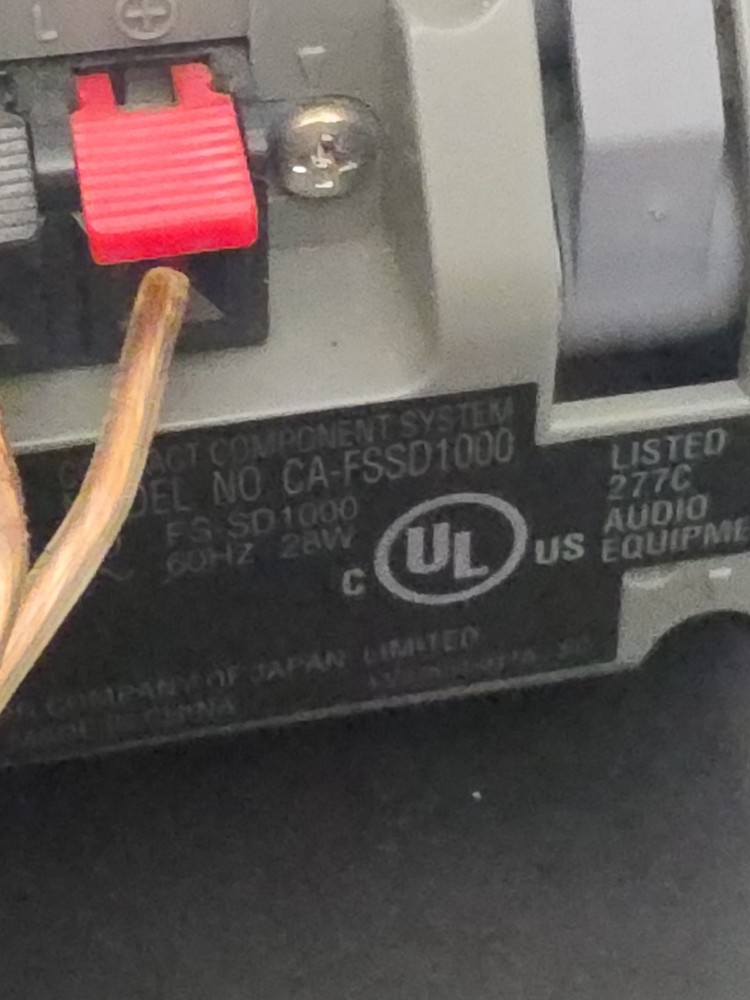 L
COMPONENT SYSTEM
NO. CA-FSSD1000
FS-SD1000
60HZ 28W
C UL US
LISTED
277C
AUDIO
COMPANY OF JAPAN LIMITED